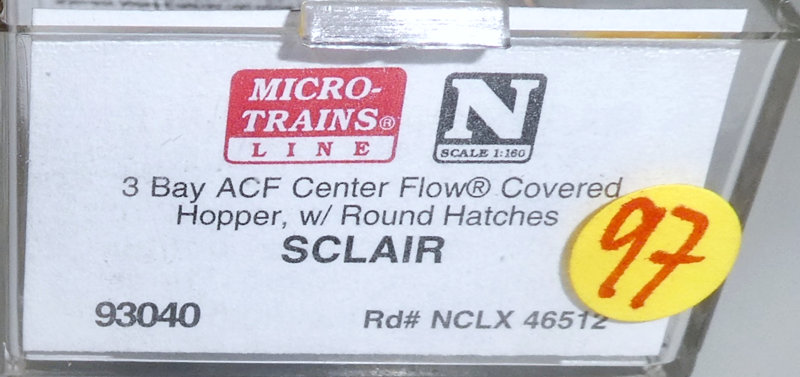 MICRO-
TRAINS®
LINE
N
SCALE 1:160
3 Bay ACF Center Flow® Covered
Hopper, w/ Round Hatches
SCLAIR
97
93040
Rd# NCLX 46512